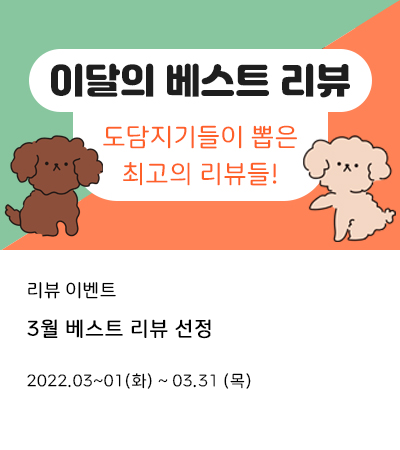 이달의 베스트 리뷰
도담지기들이 뽑은
최고의 리뷰들!
리뷰 이벤트
3월 베스트 리뷰 선정
2022.03~01(화) ~ 03.31 (목)